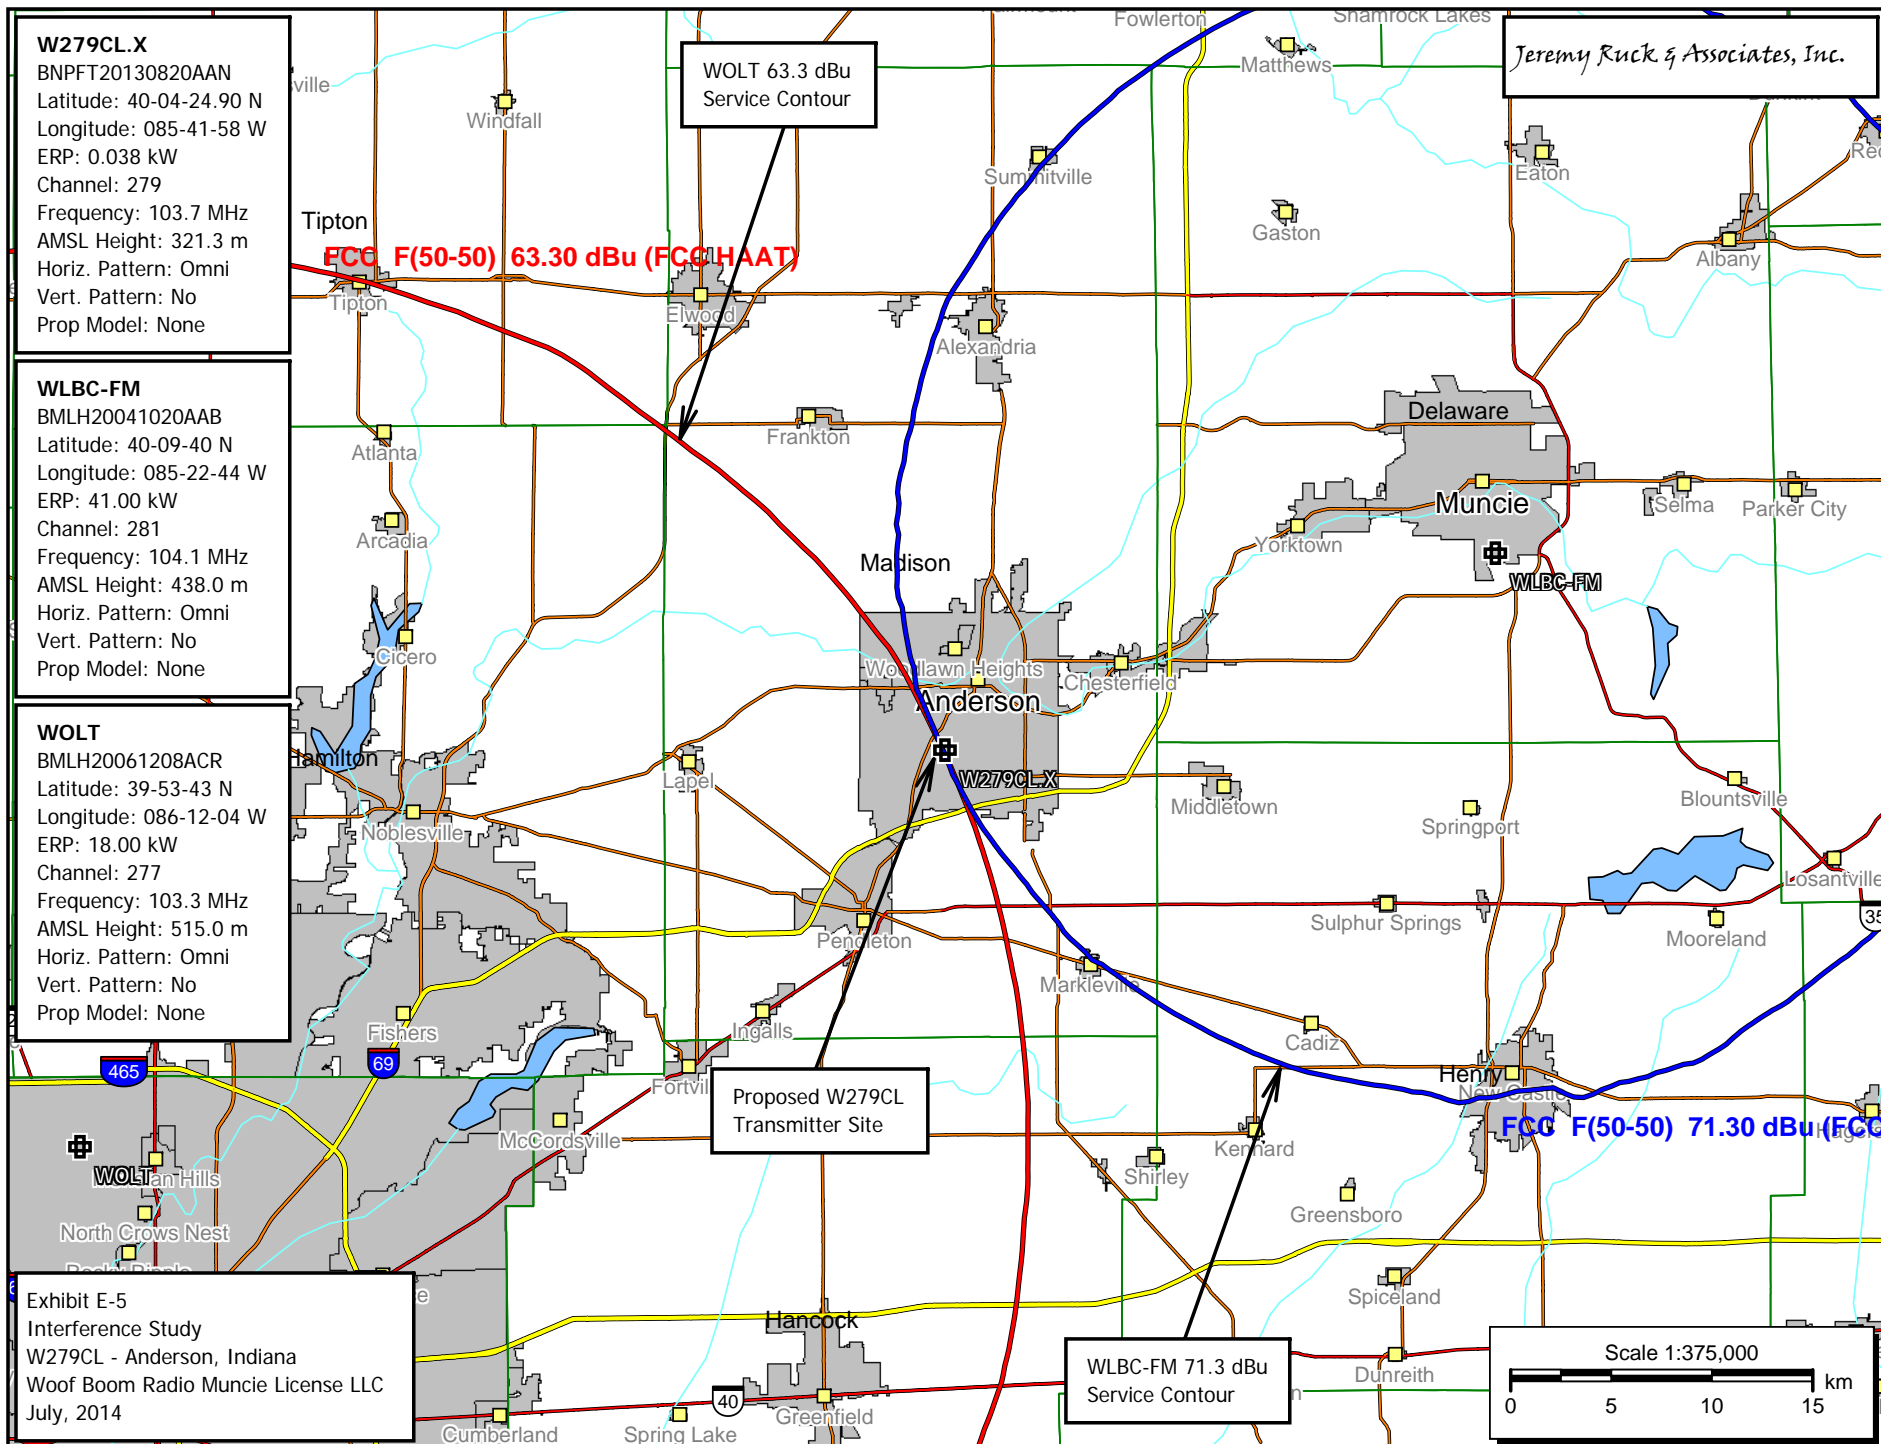 W279CL.X
BNPFT20130820AAN
Latitude: 40-04-24.90 N
Longitude: 085-41-58 W
ERP: 0.038 kW
Channel: 279
Frequency: 103.7 MHz
AMSL Height: 321.3 m
Horiz. Pattern: Omni
Vert. Pattern: No
Prop Model: None
WLBC-FM
BMLH20041020AAB
Latitude: 40-09-40 N
Longitude: 085-22-44 W
ERP: 41.00 kW
Channel: 281
Frequency: 104.1 MHz
AMSL Height: 438.0 m
Horiz. Pattern: Omni
Vert. Pattern: No
Prop Model: None
WOLT
BMLH20061208ACR
Latitude: 39-53-43 N
Longitude: 086-12-04 W
ERP: 18.00 kW
Channel: 277
Frequency: 103.3 MHz
AMSL Height: 515.0 m
Horiz. Pattern: Omni
Vert. Pattern: No
Prop Model: None
Exhibit E-5
Interference Study
W279CL - Anderson, Indiana
Woof Boom Radio Muncie License LLC
July, 2014
Jeremy Ruck & Associates, Inc.
WOLT 63.3 dBu
Service Contour
Fowlerton
Shamrock Lakes
Matthews
ville
Windfall
Summitville
Eaton
Gaston
Albany
Tipton
FCC F(50-50) 63.30 dBu (FCC HAAT)
Tipton
Elwood
Alexandria
Frankton
Atlanta
Delaware
Muncie
Selma
Parker City
Arcadia
Yorktown
Madison
WLBC-FM
Cicero
Woodlawn Heights
Chesterfield
Anderson
Hamilton
Lapel
W279CL.X
Middletown
Blountsville
Noblesville
Springport
Losantville
Pendleton
Sulphur Springs
Mooreland
35
Markleville
Fishers
Ingalls
Cadiz
465
69
Fortvil
Henry
New Castle
Proposed W279CL
Transmitter Site
McCordsville
Kennard
FCC F(50-50) 71.30 dBu (FCC
WOLT
an Hills
Shirley
Greensboro
North Crows Nest
Rocky Ripple
Spiceland
Hancock
WLBC-FM 71.3 dBu
Service Contour
Dunreith
40
Greenfield
Cumberland
Spring Lake
Scale 1:375,000
km
0 5 10 15